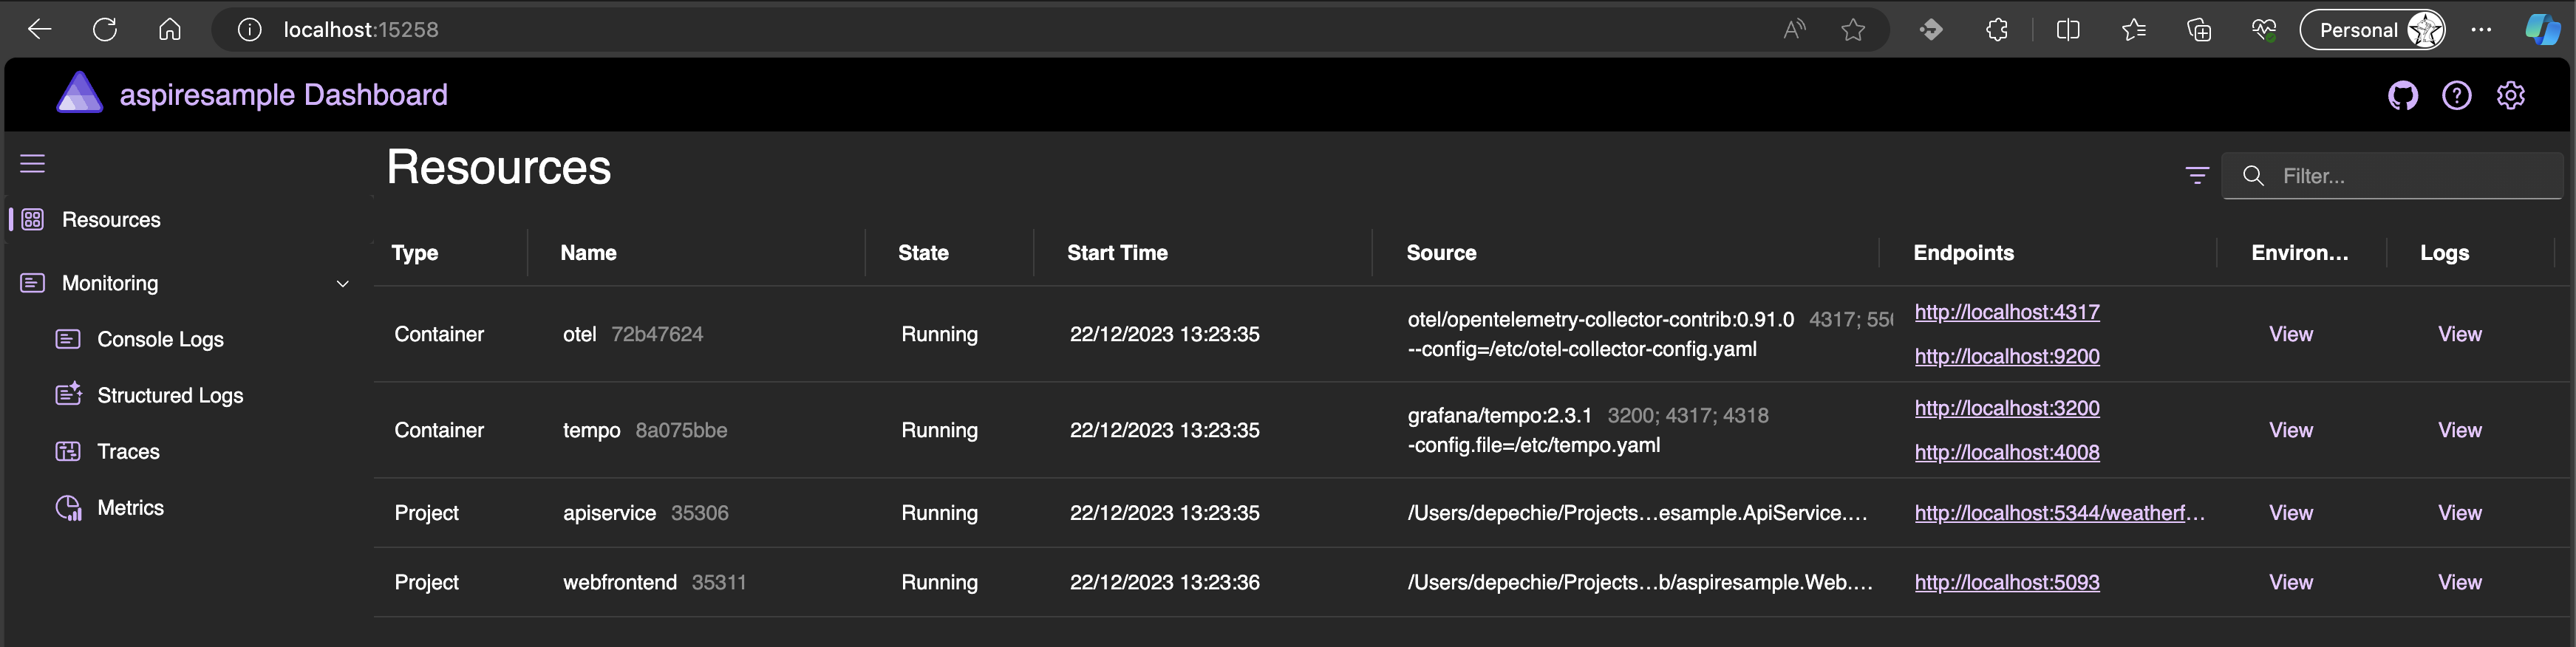 localhost:15258
Personal
aspiresample Dashboard
Resources
Filter...
Resources
Monitoring
Console Logs
Structured Logs
Traces
Metrics
Type Name State Start Time Source Endpoints Environ... Logs
Container otel 72b47624 Running 22/12/2023 13:23:35 otel/opentelemetry-collector-contrib:0.91.0 4317; 55 http://localhost:4317 View View
--config=/etc/otel-collector-config.yaml http://localhost:9200
Container tempo 8a075bbe Running 22/12/2023 13:23:35 grafana/tempo:2.3.1 3200; 4317; 4318 http://localhost:3200 View View
-config.file=/etc/tempo.yaml http://localhost:4008
Project apiservice 35306 Running 22/12/2023 13:23:35 /Users/depechie/Projects...esample.ApiService.... http://localhost:5344/weatherf... View View
Project webfrontend 35311 Running 22/12/2023 13:23:36 /Users/depechie/Projects...b/aspiresample.Web.... http://localhost:5093 View View